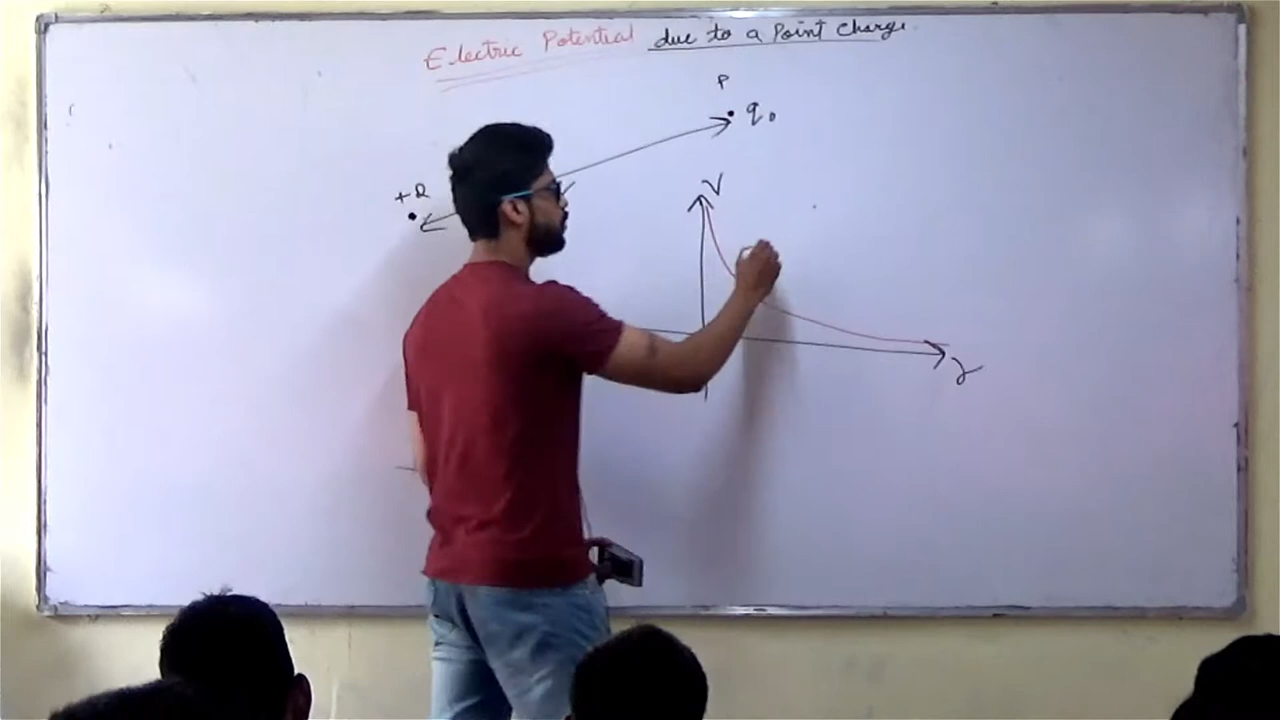 Electric Potential due to a Point Charge.
P
q₀
+Q
V
r